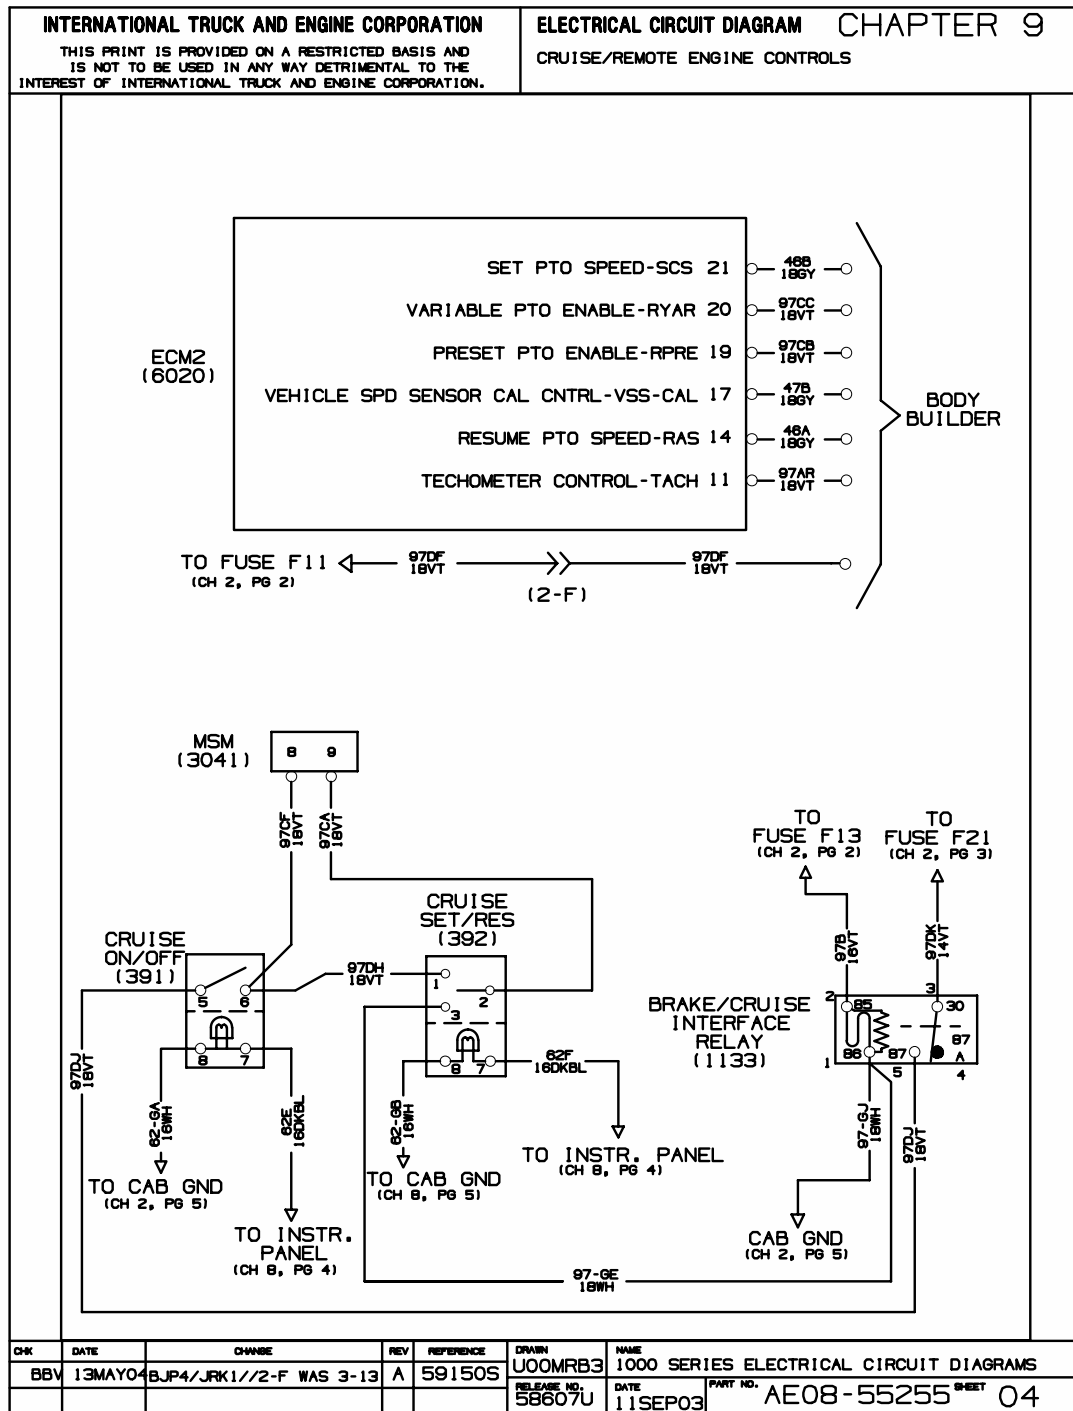 INTERNATIONAL TRUCK AND ENGINE CORPORATION
THIS PRINT IS PROVIDED ON A RESTRICTED BASIS AND
IS NOT TO BE USED IN ANY WAY DETRIMENTAL TO THE
INTEREST OF INTERNATIONAL TRUCK AND ENGINE CORPORATION.
ELECTRICAL CIRCUIT DIAGRAM CHAPTER 9
CRUISE/REMOTE ENGINE CONTROLS
ECM2
(6020)
SET PTO SPEED-SCS 21
46B
18GY
VARIABLE PTO ENABLE-RYAR 20
97CC
18VT
PRESET PTO ENABLE-RPRE 19
97CB
18VT
VEHICLE SPD SENSOR CAL CNTRL-VSS-CAL 17
47B
18GY
RESUME PTO SPEED-RAS 14
46A
18GY
TECHOMETER CONTROL-TACH 11
97AR
18VT
BODY
BUILDER
TO FUSE F11
(CH 2, PG 2)
97DF
18VT
(2-F)
97DF
18VT
MSM
(3041)
8 9
97CF
18VT
97CA
18VT
CRUISE
ON/OFF
(391)
5 6
8 7
97DH
18VT
CRUISE
SET/RES
(392)
1
2
3
8 7
97DJ
18VT
62-GA
16WH
62E
16DKBL
62-GB
16WH
62F
16DKBL
TO CAB GND
(CH 2, PG 5)
TO INSTR.
PANEL
(CH 8, PG 4)
TO CAB GND
(CH 8, PG 5)
TO INSTR. PANEL
(CH 8, PG 4)
TO
FUSE F13
(CH 2, PG 2)
TO
FUSE F21
(CH 2, PG 3)
97B
16VT
97DK
14VT
BRAKE/CRUISE
INTERFACE
RELAY
(1133)
2
3
85
30
86
87
87
A
1
5
4
97-GJ
18WH
97DJ
18VT
CAB GND
(CH 2, PG 5)
97-GE
18WH
CHK DATE CHANGE REV REFERENCE
BBV 13MAY04 BJP4/JRK1//2-F WAS 3-13 A 59150S
DRAWN
U00MRB3
NAME
1000 SERIES ELECTRICAL CIRCUIT DIAGRAMS
RELEASE NO.
58607U
DATE
11SEP03
PART NO. AE08-55255 SHEET 04